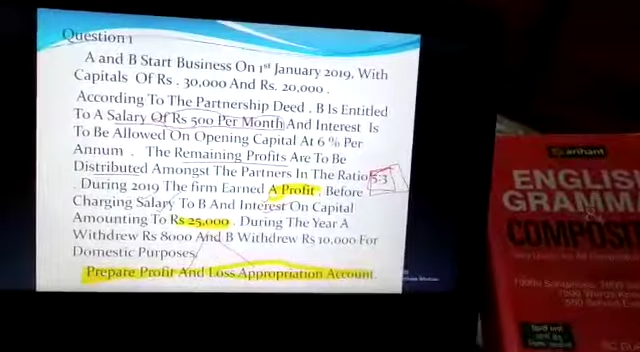 Question 1
A and B Start Business On 1st January 2019, With
Capitals Of Rs . 30,000 And Rs. 20,000 .
According To The Partnership Deed , B Is Entitled
To A Salary Of Rs 500 Per Month And Interest Is
To Be Allowed On Opening Capital At 6 % Per
Annum . The Remaining Profits Are To Be
Distributed Amongst The Partners In The Ratio 5:3
. During 2019 The firm Earned A Profit , Before
Charging Salary To B And Interest On Capital
Amounting To Rs 25,000 . During The Year A
Withdrew Rs 8000 And B Withdrew Rs 10,000 For
Domestic Purposes
Prepare Profit And Loss Appropriation Account
arihant
ENGLISH
GRAMMA
COMPOSIT